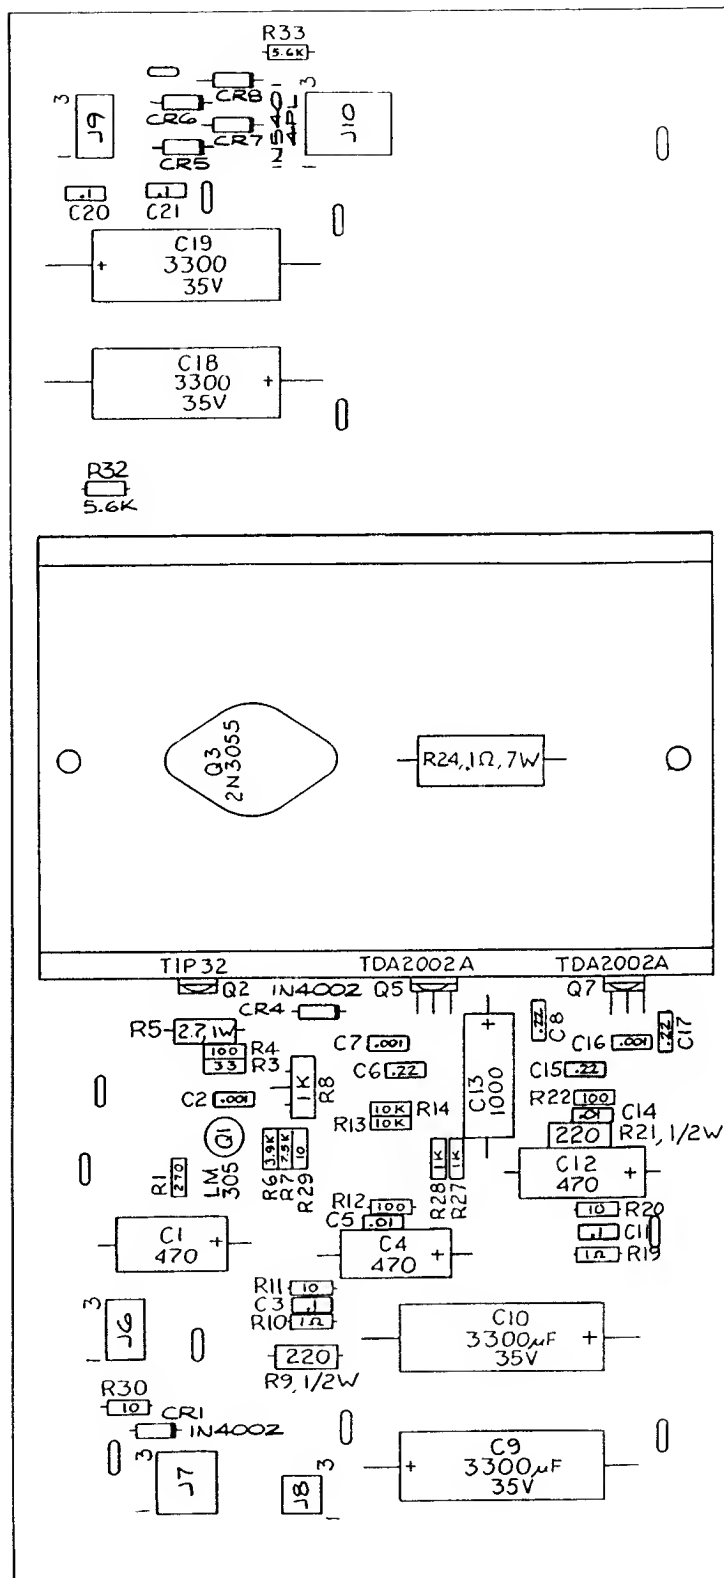 R33
5.6K
3
J9
1
CR8
CR6
CR7
CR5
1N5401
4PL
3
J10
1
.1
C20
.1
C21
C19
+ 3300
35V
C18
3300 +
35V
R32
5.6K
Q3
2N3055
R24,.1Ω,7W
TIP32
TDA2002A
TDA2002A
Q2
1N4002
Q5
Q7
CR4
R5
2.7,1W
100 R4
33 R3
1K
R8
C2 .001
C7 .001
C6 .22
10K R14
R13 10K
+
C13
1000
.22
C8
C16 .001
.22
C17
C15 .22
R22 100
.01 C14
220 R21,1/2W
C12 +
470
R1
270
Q1
LM
305
3.9K
7.5K
10
R6
R7
R29
1K
1K
R28
R27
R12 100
C5 .01
C4 +
470
10 R20
.1 C11
1Ω R19
C1 +
470
R11 10
C3 .1
R10 1Ω
220
R9,1/2W
3
J6
1
C10
3300µF +
35V
R30
10
CR1
1N4002
3
J7
1
J8
3
1
C9
+ 3300µF
35V